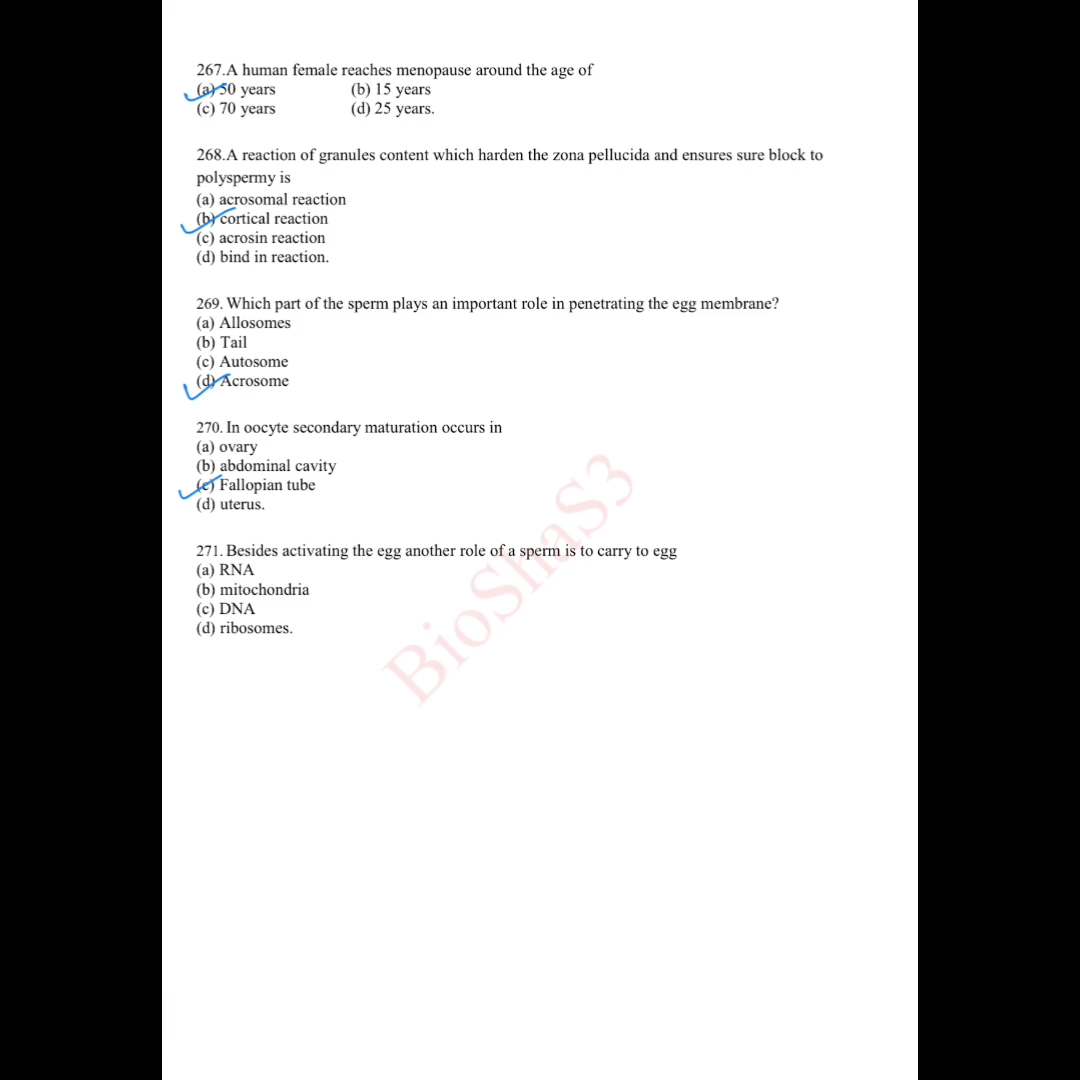 267.A human female reaches menopause around the age of
(a) 50 years (b) 15 years
(c) 70 years (d) 25 years.
268.A reaction of granules content which harden the zona pellucida and ensures sure block to
polyspermy is
(a) acrosomal reaction
(b) cortical reaction
(c) acrosin reaction
(d) bind in reaction.
269. Which part of the sperm plays an important role in penetrating the egg membrane?
(a) Allosomes
(b) Tail
(c) Autosome
(d) Acrosome
270. In oocyte secondary maturation occurs in
(a) ovary
(b) abdominal cavity
(c) Fallopian tube
(d) uterus.
271. Besides activating the egg another role of a sperm is to carry to egg
(a) RNA
(b) mitochondria
(c) DNA
(d) ribosomes.
BioShaS3